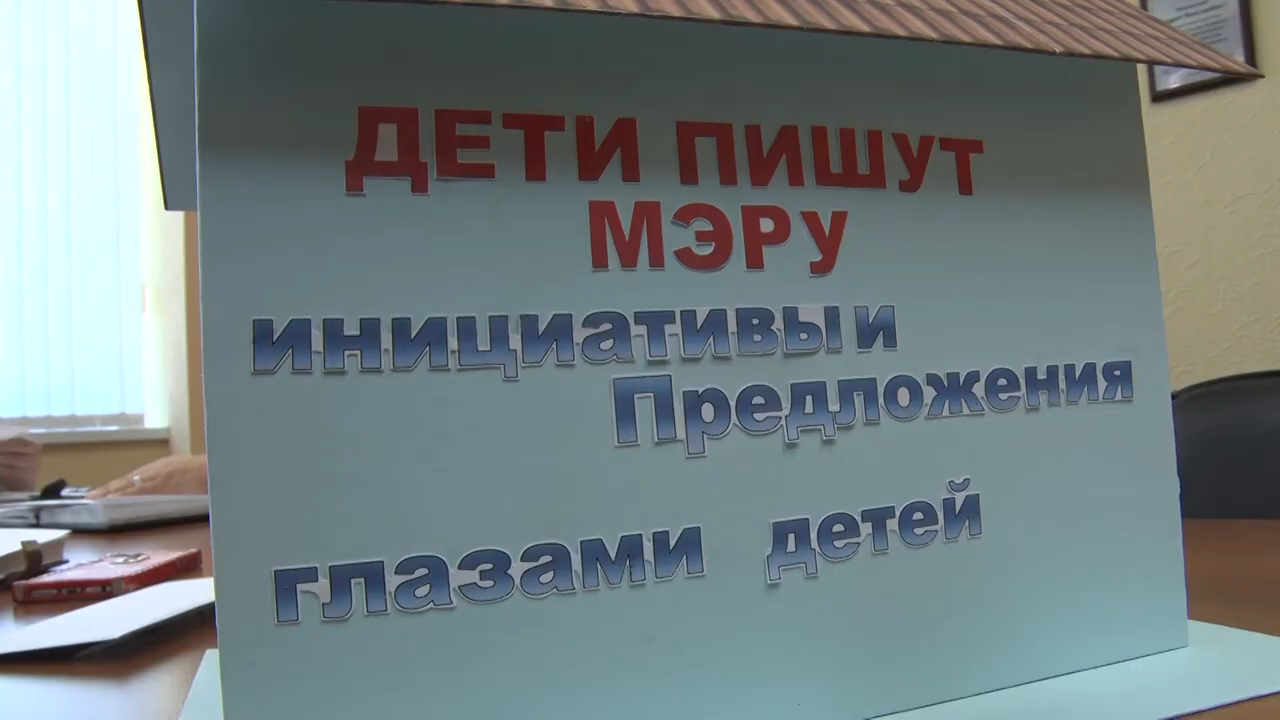 ДЕТИ ПИШУТ
МЭРУ
инициативы и
Предложения
глазами детей